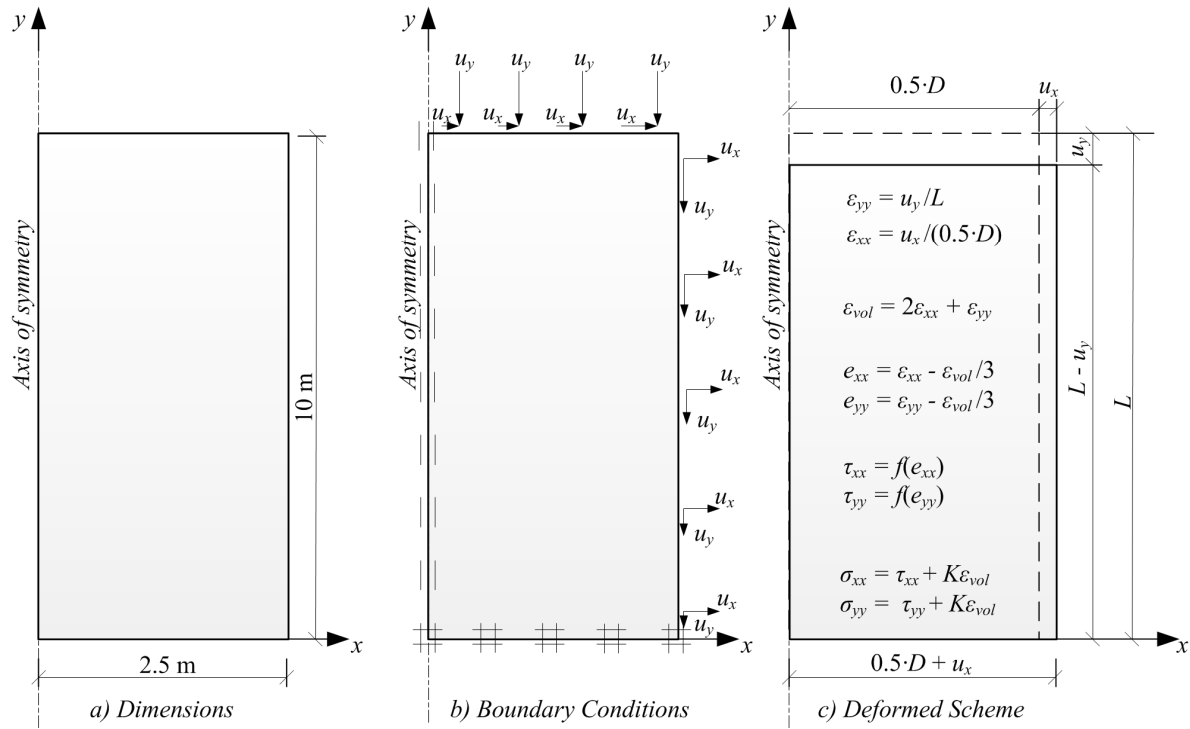 y
Axis of symmetry
10 m
x
2.5 m
a) Dimensions
y
u_y u_y u_y u_y
u_x u_x u_x u_x
Axis of symmetry
u_x
u_y
u_x
u_y
u_x
u_y
u_x
u_y
u_x
u_y
x
b) Boundary Conditions
y
0.5·D u_x
u_y
Axis of symmetry
ε_yy = u_y/L
ε_xx = u_x/(0.5·D)
ε_vol = 2ε_xx + ε_yy
e_xx = ε_xx - ε_vol/3
e_yy = ε_yy - ε_vol/3
τ_xx = f(e_xx)
τ_yy = f(e_yy)
σ_xx = τ_xx + Kε_vol
σ_yy = τ_yy + Kε_vol
L - u_y
L
x
0.5·D + u_x
c) Deformed Scheme